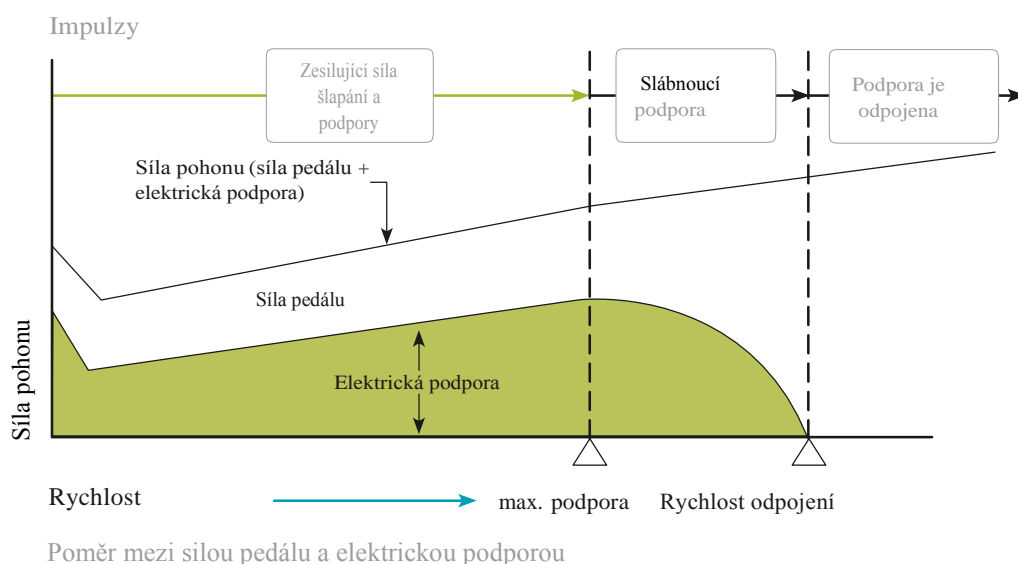 Impulzy
Zesilující síla
šlapání a
podpory
Slábnoucí
podpora
Podpora je
odpojena
Síla pohonu (síla pedálu +
elektrická podpora)
Síla pedálu
Elektrická podpora
Síla pohonu
Rychlost
max. podpora
Rychlost odpojení
Poměr mezi silou pedálu a elektrickou podporou